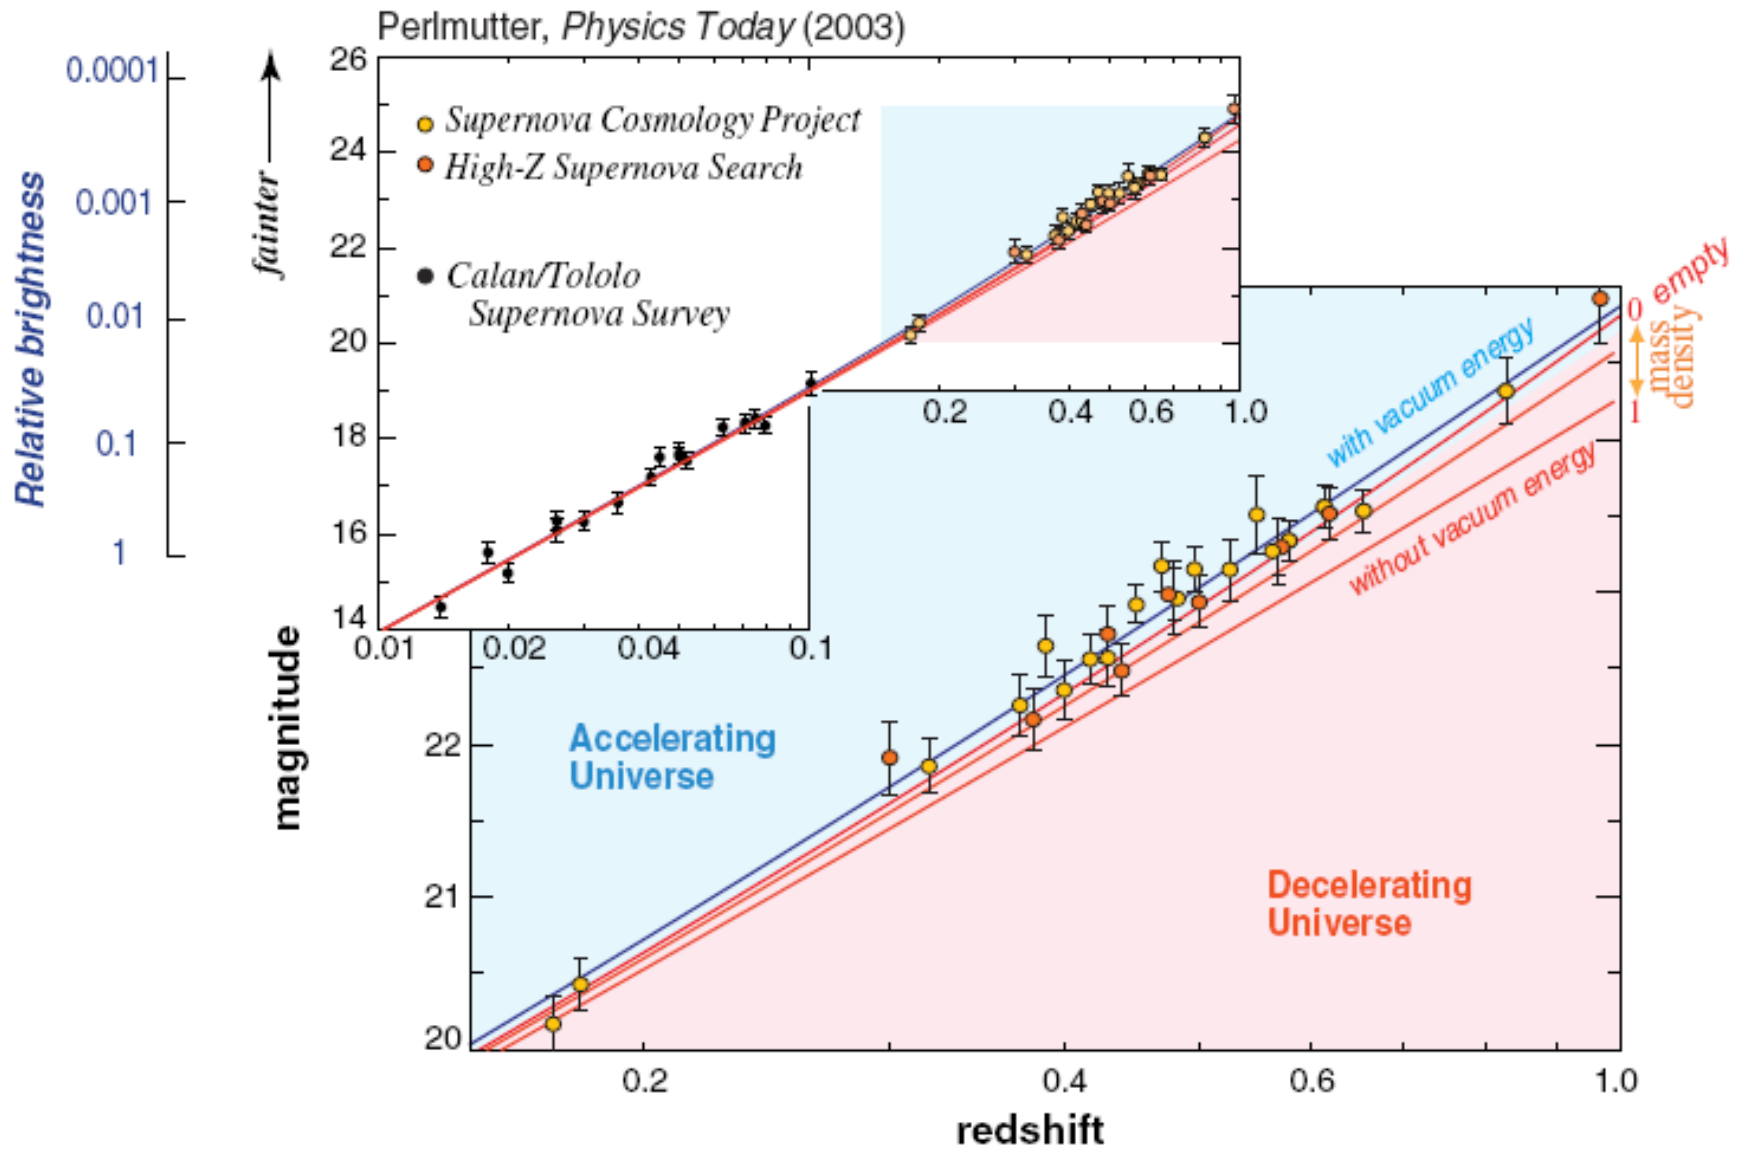 Perlmutter, Physics Today (2003)
Relative brightness
0.0001
0.001
0.01
0.1
1
fainter
magnitude
26
24
22
20
18
16
14
Supernova Cosmology Project
High-Z Supernova Search
Calan/Tololo
Supernova Survey
0.2
0.4
0.6
1.0
0.01
0.02
0.04
0.1
empty
0
mass
density
1
with vacuum energy
without vacuum energy
22
21
20
Accelerating
Universe
Decelerating
Universe
0.2
0.4
0.6
1.0
redshift